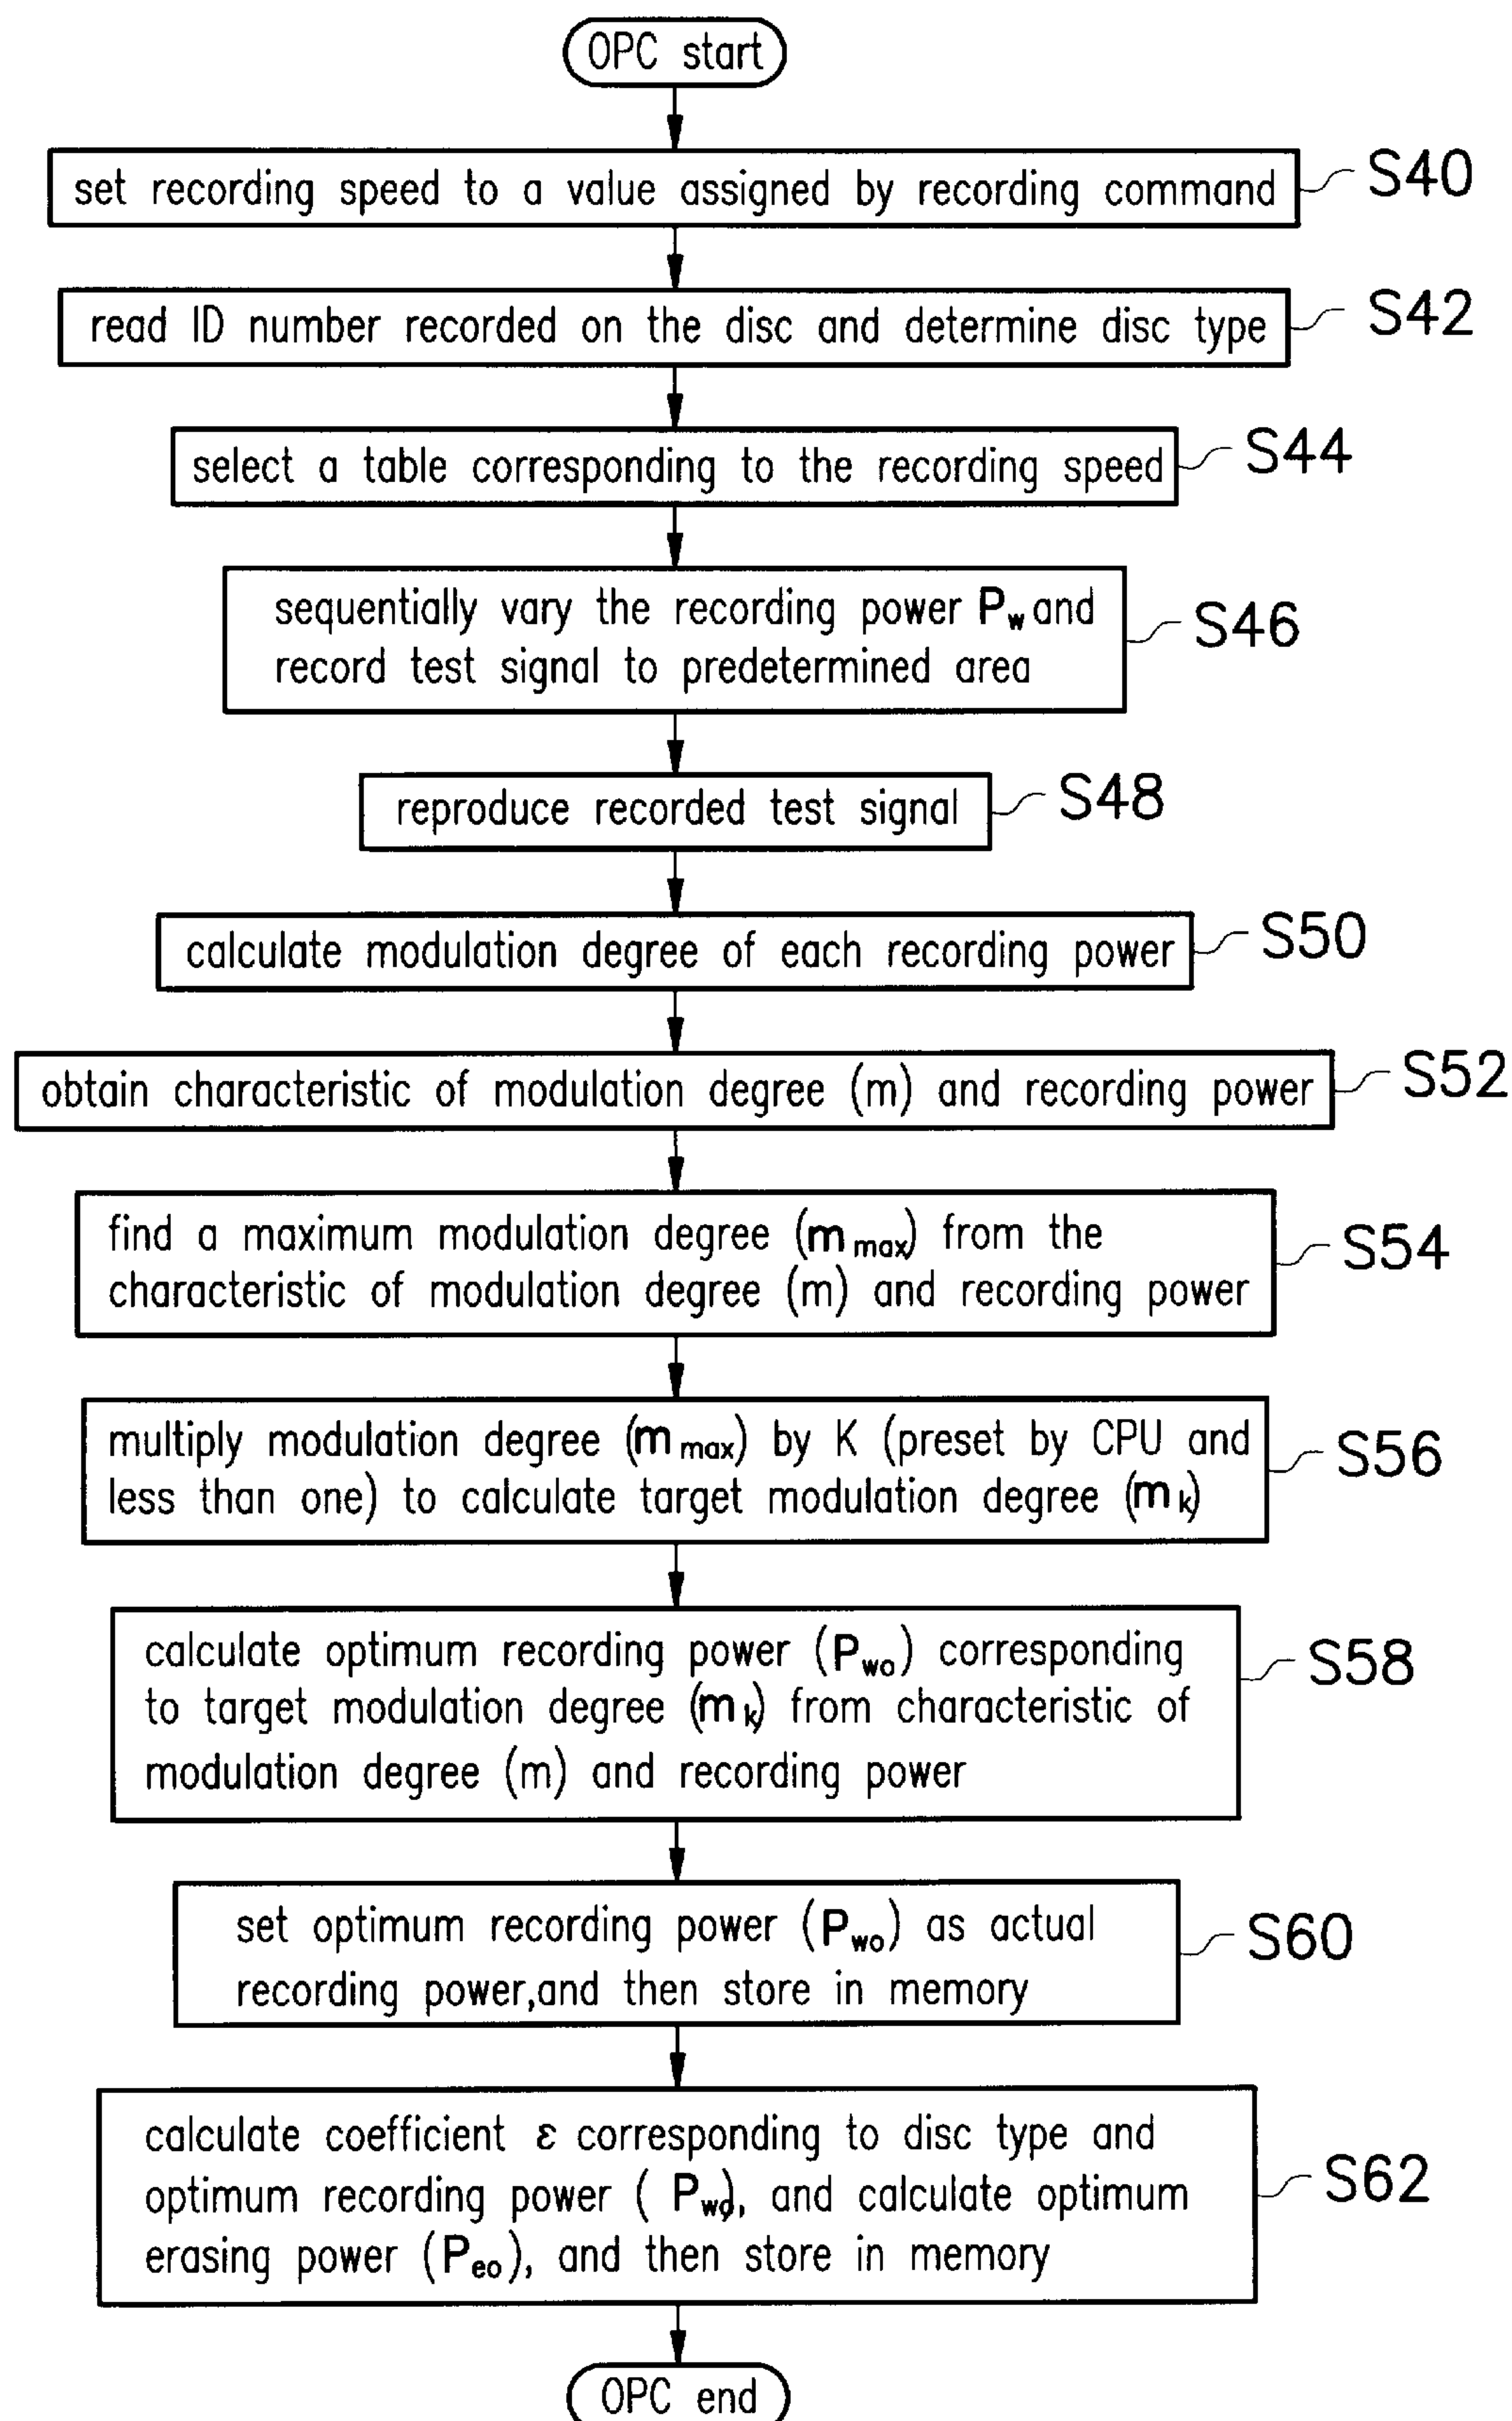 OPC start
set recording speed to a value assigned by recording command
S40
read ID number recorded on the disc and determine disc type
S42
select a table corresponding to the recording speed
S44
sequentially vary the recording power Pw and
record test signal to predetermined area
S46
reproduce recorded test signal
S48
calculate modulation degree of each recording power
S50
obtain characteristic of modulation degree (m) and recording power
S52
find a maximum modulation degree (m max) from the
characteristic of modulation degree (m) and recording power
S54
multiply modulation degree (m max) by K (preset by CPU and
less than one) to calculate target modulation degree (m k)
S56
calculate optimum recording power (Pwo) corresponding
to target modulation degree (m k) from characteristic of
modulation degree (m) and recording power
S58
set optimum recording power (Pwo) as actual
recording power,and then store in memory
S60
calculate coefficient ε corresponding to disc type and
optimum recording power ( Pwo), and calculate optimum
erasing power (Peo), and then store in memory
S62
OPC end